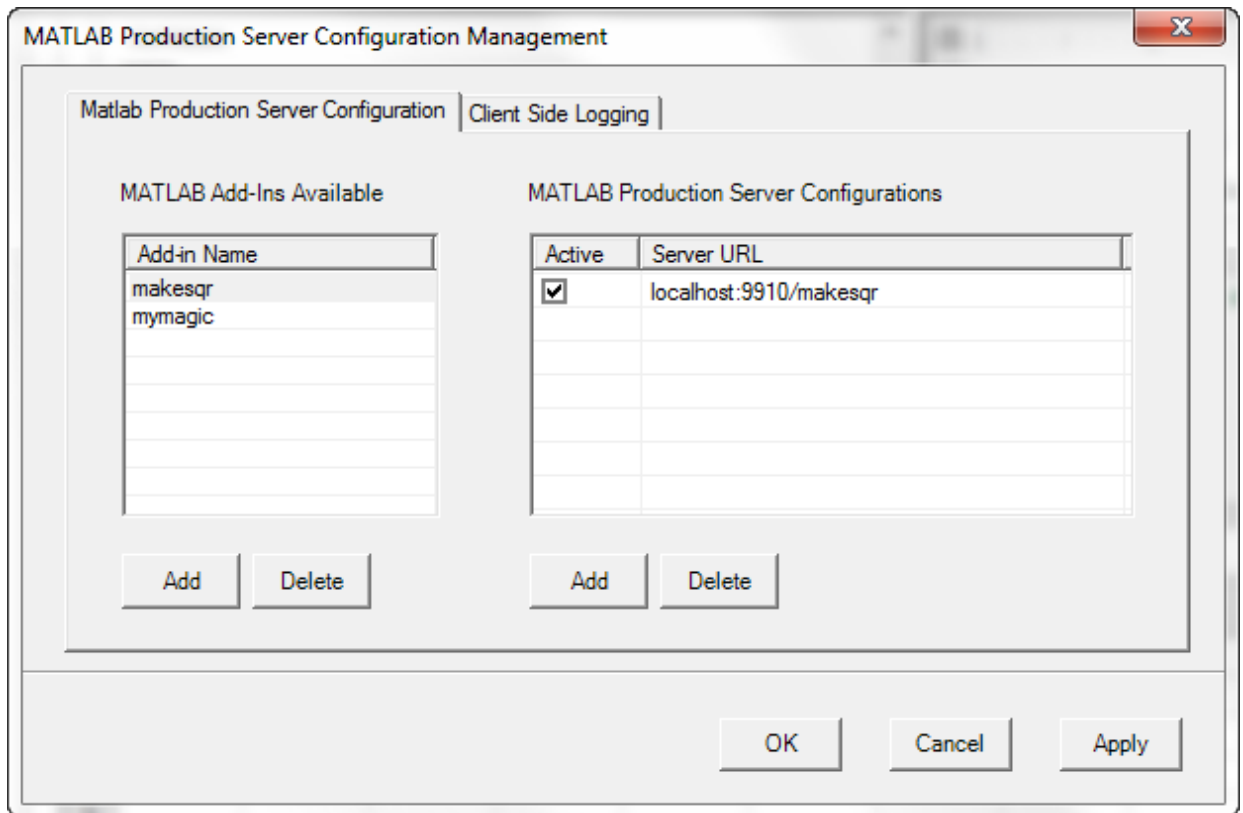 MATLAB Production Server Configuration Management
X
Matlab Production Server Configuration Client Side Logging
MATLAB Add-Ins Available
Add-in Name
makesqr
mymagic
Add Delete
MATLAB Production Server Configurations
Active Server URL
localhost:9910/makesqr
Add Delete
OK Cancel Apply